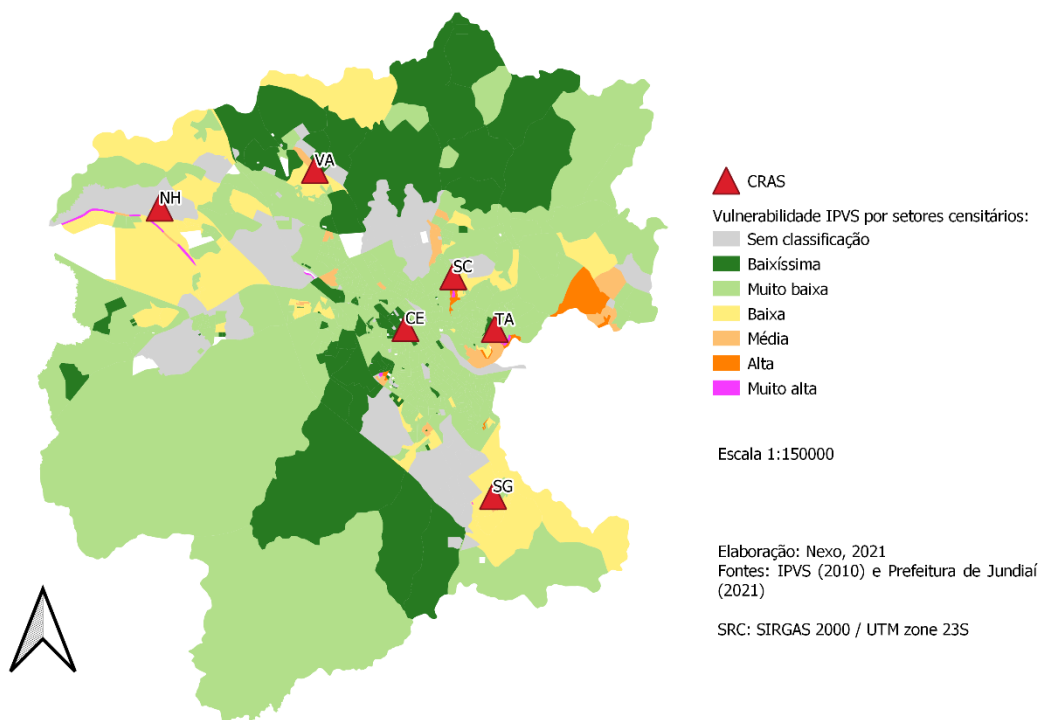 VA
NH
SC
CE
TA
SG
CRAS
Vulnerabilidade IPVS por setores censitários:
Sem classificação
Baixíssima
Muito baixa
Baixa
Média
Alta
Muito alta
Escala 1:150000
Elaboração: Nexo, 2021
Fontes: IPVS (2010) e Prefeitura de Jundiaí
(2021)
SRC: SIRGAS 2000 / UTM zone 23S